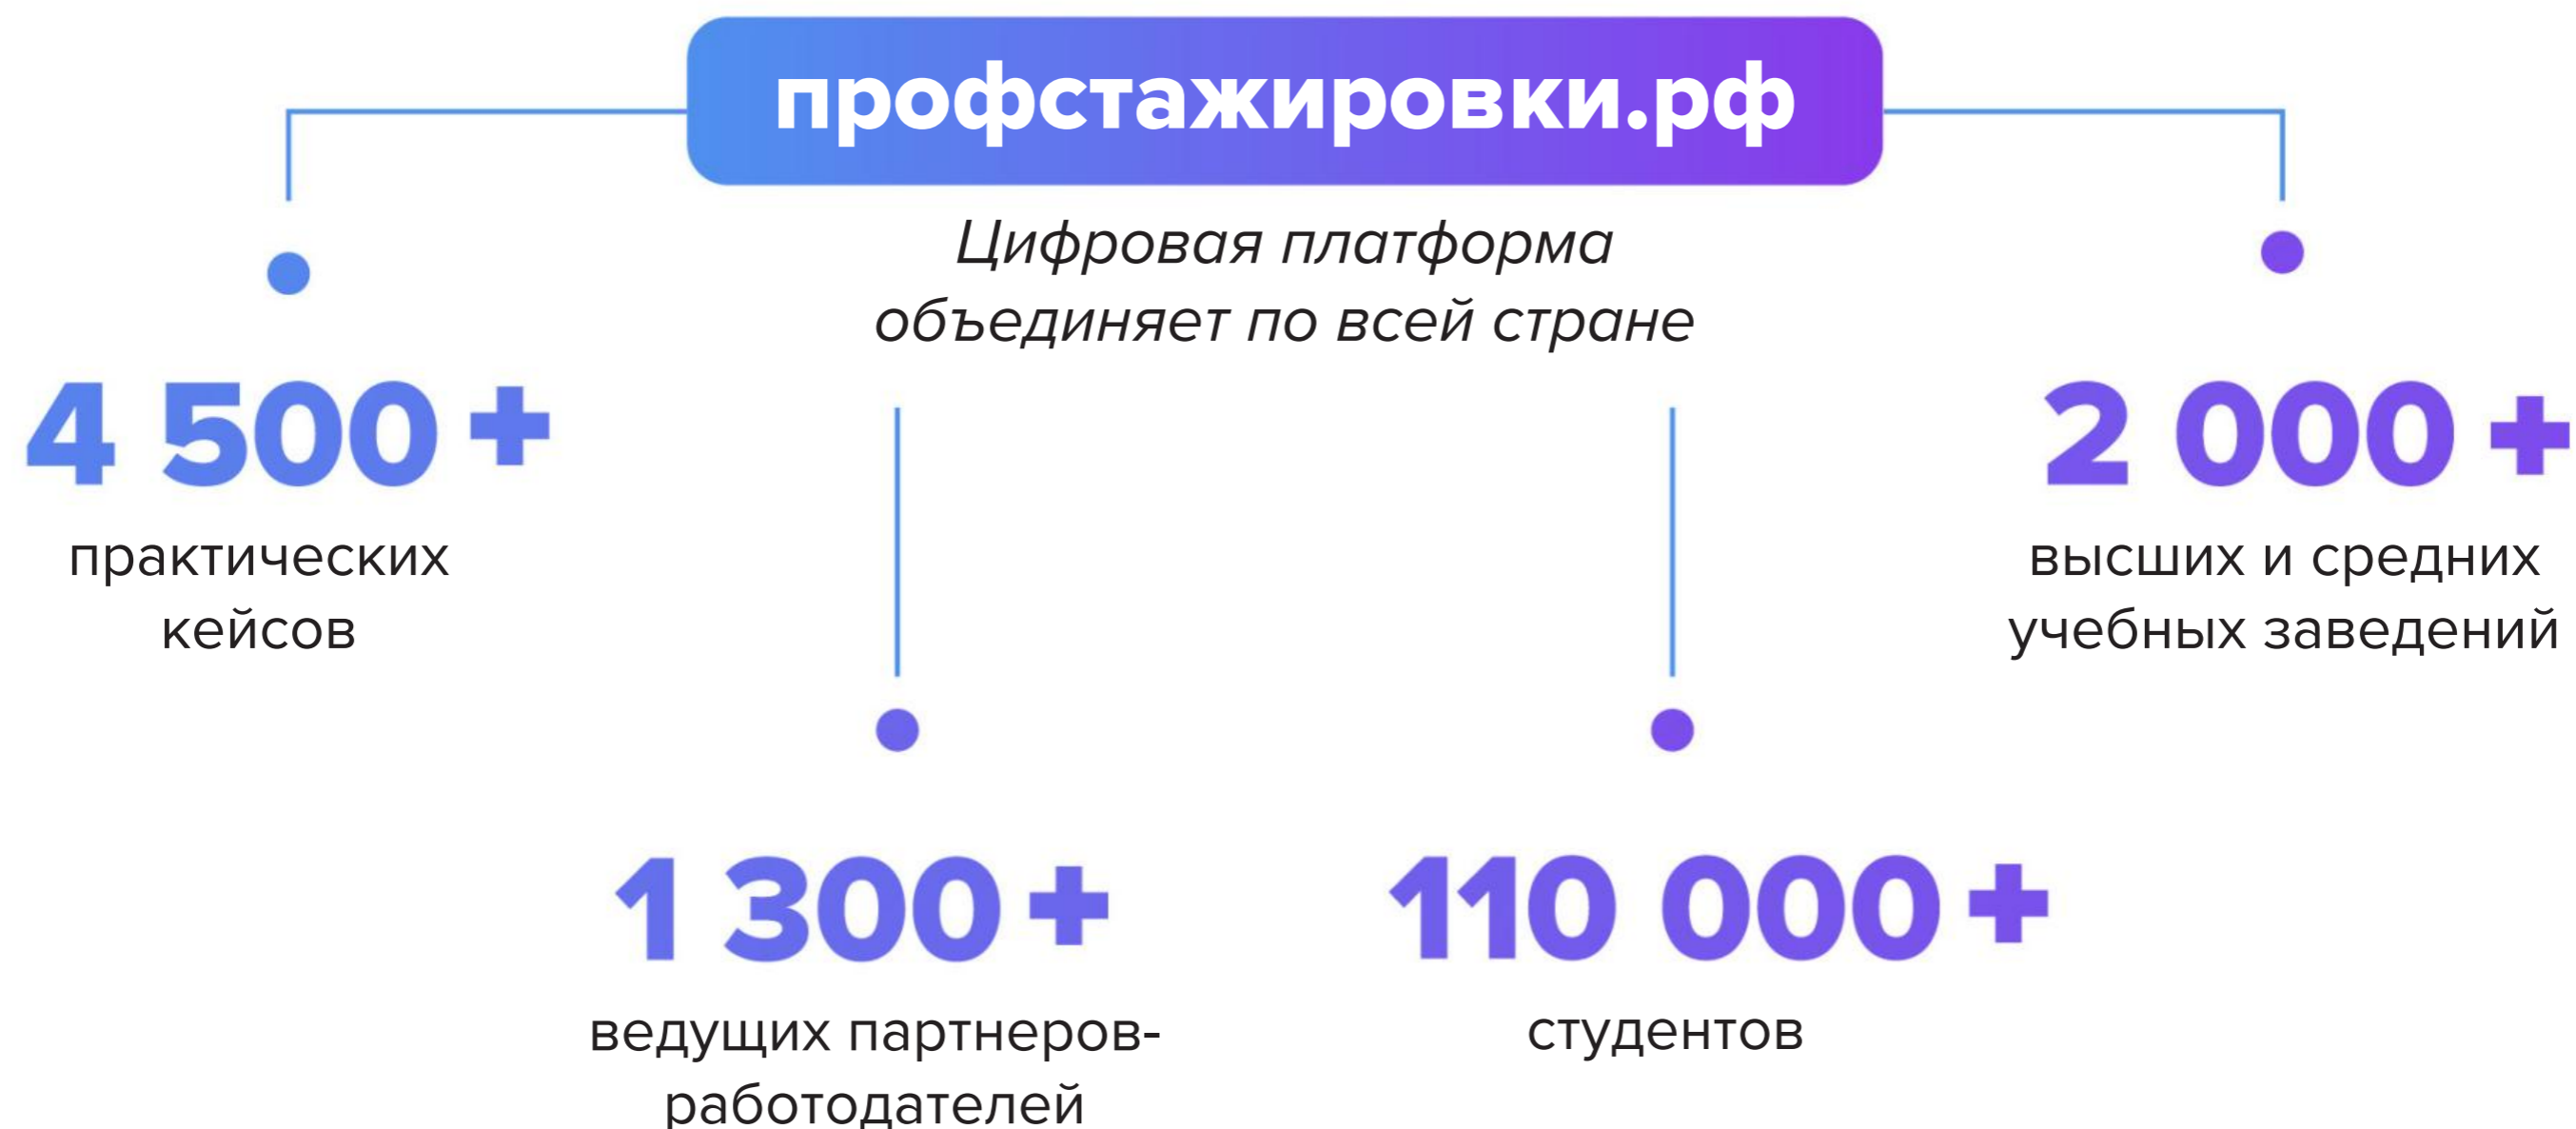 профстажировки.рф
Цифровая платформа
объединяет по всей стране
4 500 +
практических
кейсов
1 300 +
ведущих партнеров-
работодателей
110 000 +
студентов
2 000 +
высших и средних
учебных заведений